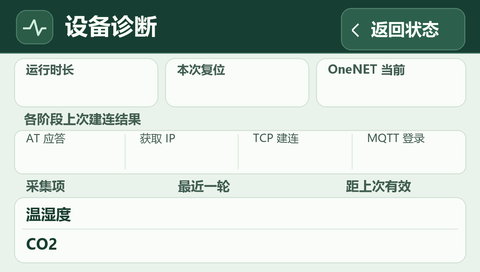 设备诊断
返回状态
运行时长 本次复位 OneNET 当前
各阶段上次建连结果
AT 应答 获取 IP TCP 建连 MQTT 登录
采集项 最近一轮 距上次有效
温湿度
CO2